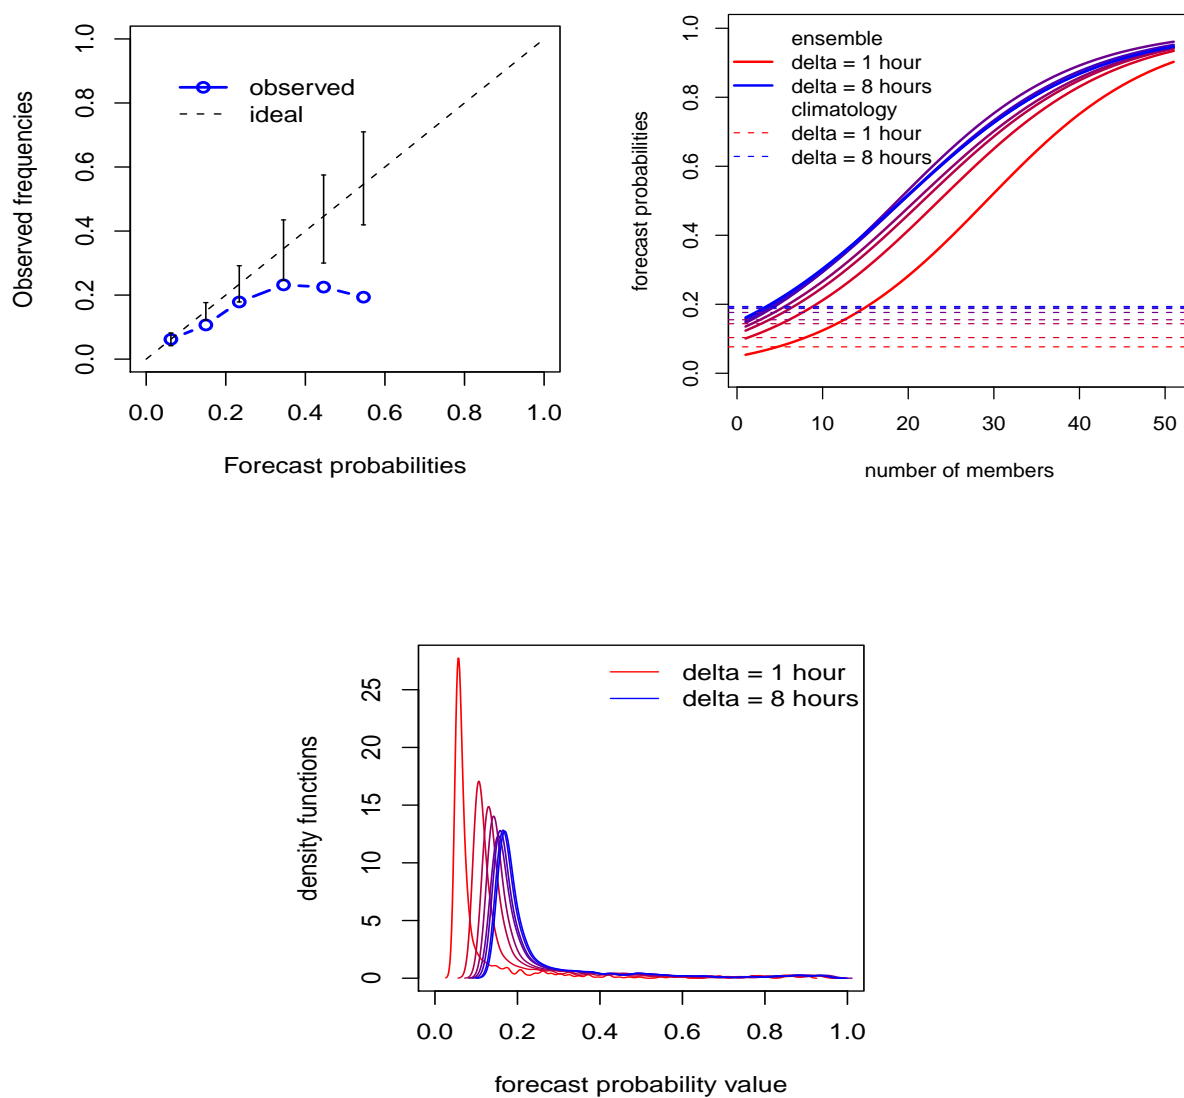 observed
ideal
Observed frequencies
0.0
0.2
0.4
0.6
0.8
1.0
0.0 0.2 0.4 0.6 0.8 1.0
Forecast probabilities
ensemble
delta = 1 hour
delta = 8 hours
climatology
delta = 1 hour
delta = 8 hours
forecast probabilities
0.0
0.2
0.4
0.6
0.8
1.0
0 10 20 30 40 50
number of members
delta = 1 hour
delta = 8 hours
density functions
0
5
10
15
20
25
0.0 0.2 0.4 0.6 0.8 1.0
forecast probability value